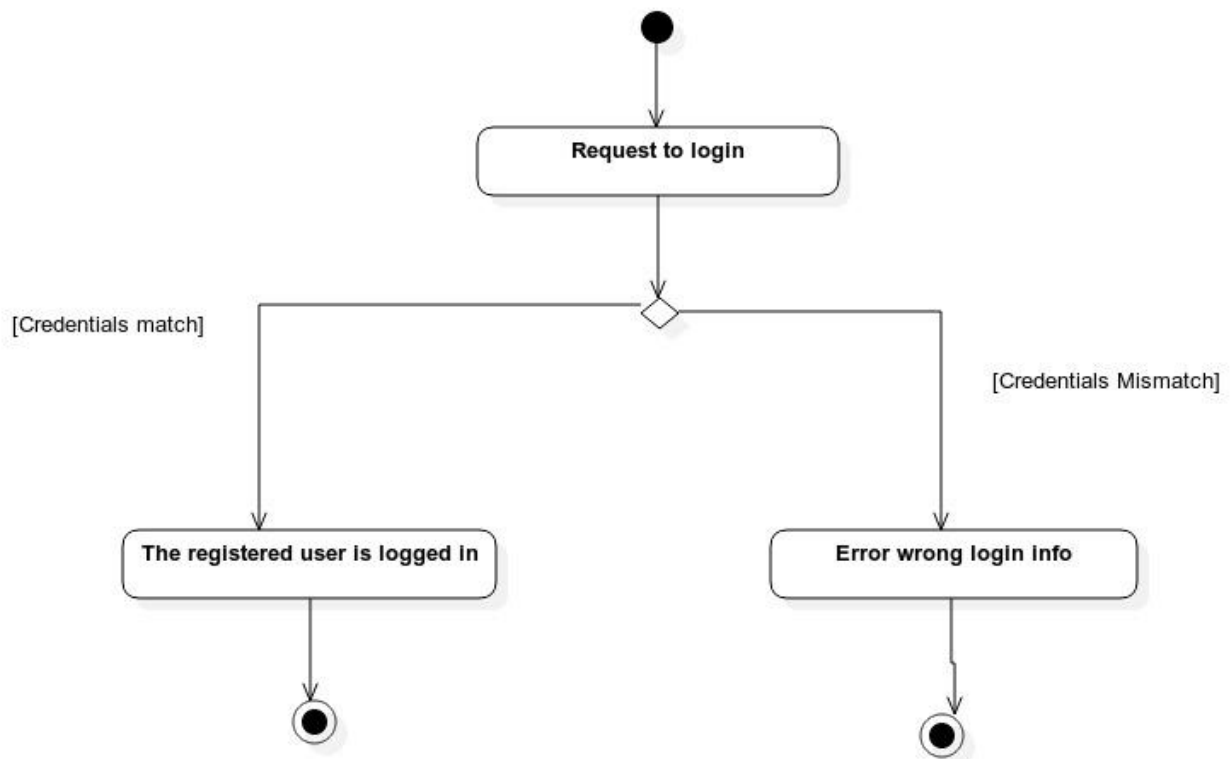 Request to login
[Credentials match]
[Credentials Mismatch]
The registered user is logged in
Error wrong login info